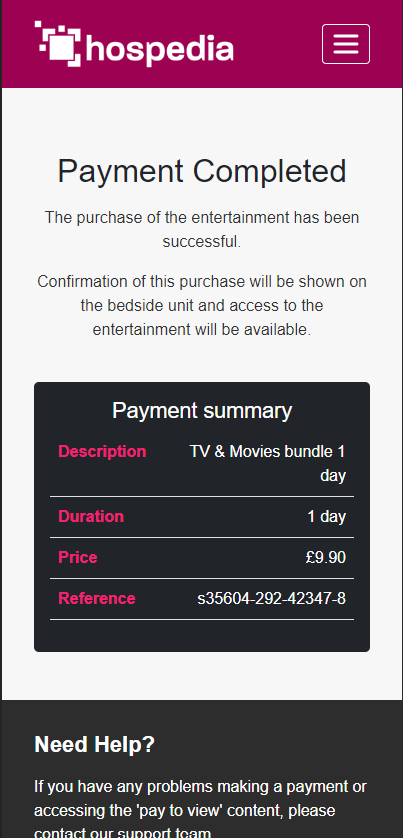 hospedia
Payment Completed
The purchase of the entertainment has been
successful.
Confirmation of this purchase will be shown on
the bedside unit and access to the
entertainment will be available.
Payment summary
Description TV & Movies bundle 1
day
Duration 1 day
Price £9.90
Reference s35604-292-42347-8
Need Help?
If you have any problems making a payment or
accessing the 'pay to view' content, please
contact our support team